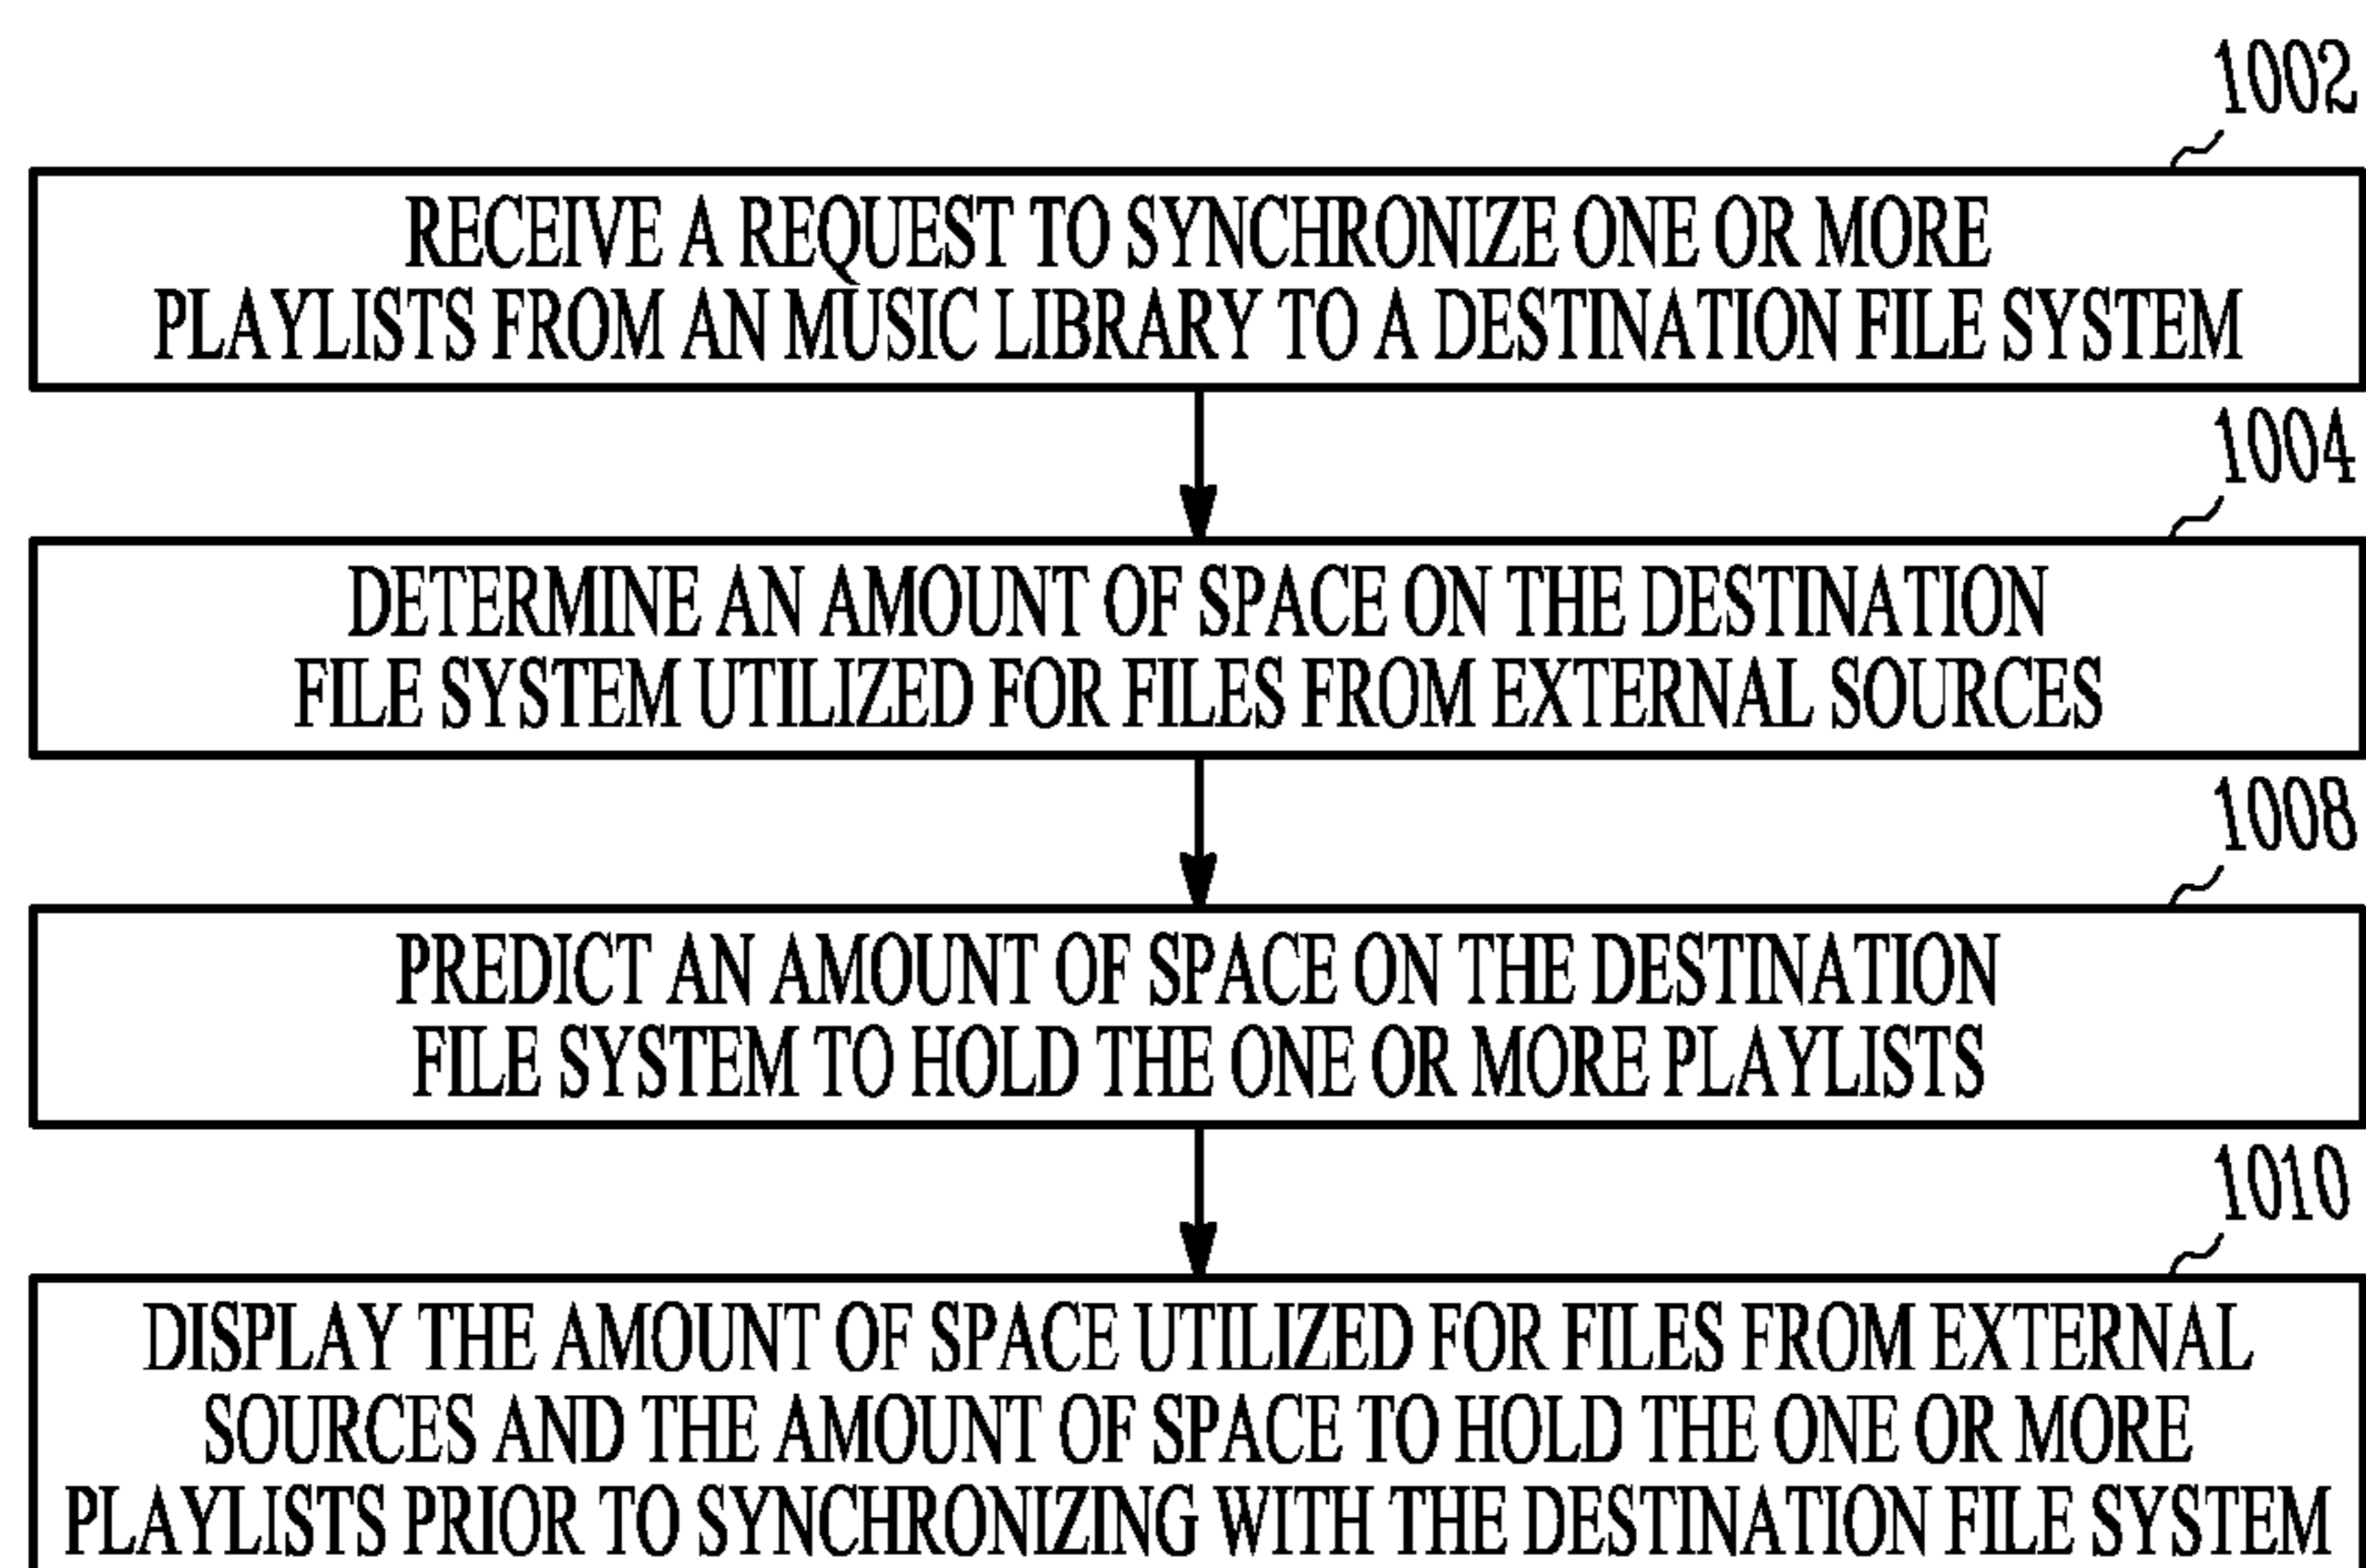 1002
RECEIVE A REQUEST TO SYNCHRONIZE ONE OR MORE
PLAYLISTS FROM AN MUSIC LIBRARY TO A DESTINATION FILE SYSTEM
1004
DETERMINE AN AMOUNT OF SPACE ON THE DESTINATION
FILE SYSTEM UTILIZED FOR FILES FROM EXTERNAL SOURCES
1008
PREDICT AN AMOUNT OF SPACE ON THE DESTINATION
FILE SYSTEM TO HOLD THE ONE OR MORE PLAYLISTS
1010
DISPLAY THE AMOUNT OF SPACE UTILIZED FOR FILES FROM EXTERNAL
SOURCES AND THE AMOUNT OF SPACE TO HOLD THE ONE OR MORE
PLAYLISTS PRIOR TO SYNCHRONIZING WITH THE DESTINATION FILE SYSTEM